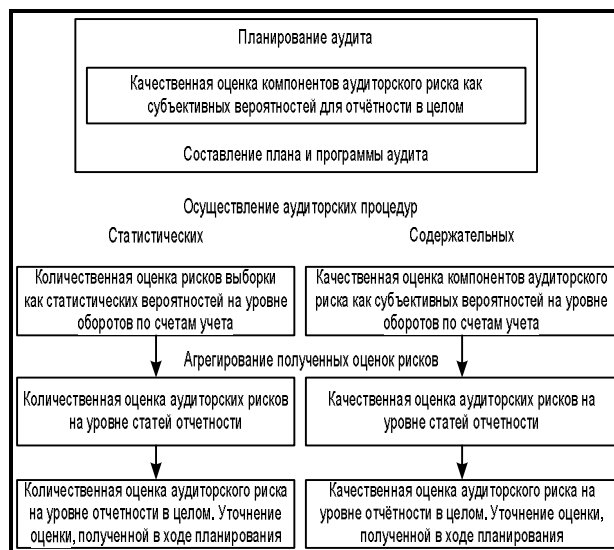 Планирование аудита
Качественная оценка компонентов аудиторского риска как
субъективных вероятностей для отчётности в целом
Составление плана и программы аудита
Осуществление аудиторских процедур
Статистических
Содержательных
Количественная оценка рисков выборки
как статистических вероятностей на уровне
оборотов по счетам учета
Качественная оценка компонентов аудиторского
риска как субъективных вероятностей на уровне
оборотов по счетам учета
Агрегирование полученных оценок рисков
Количественная оценка аудиторских рисков
на уровне статей отчетности
Качественная оценка аудиторских рисков на
уровне статей отчетности
Количественная оценка аудиторского риска
на уровне отчетности в целом. Уточнение
оценки, полученной в ходе планирования
Качественная оценка аудиторского риска на
уровне отчётности в целом. Уточнение оценки,
полученной в ходе планирования